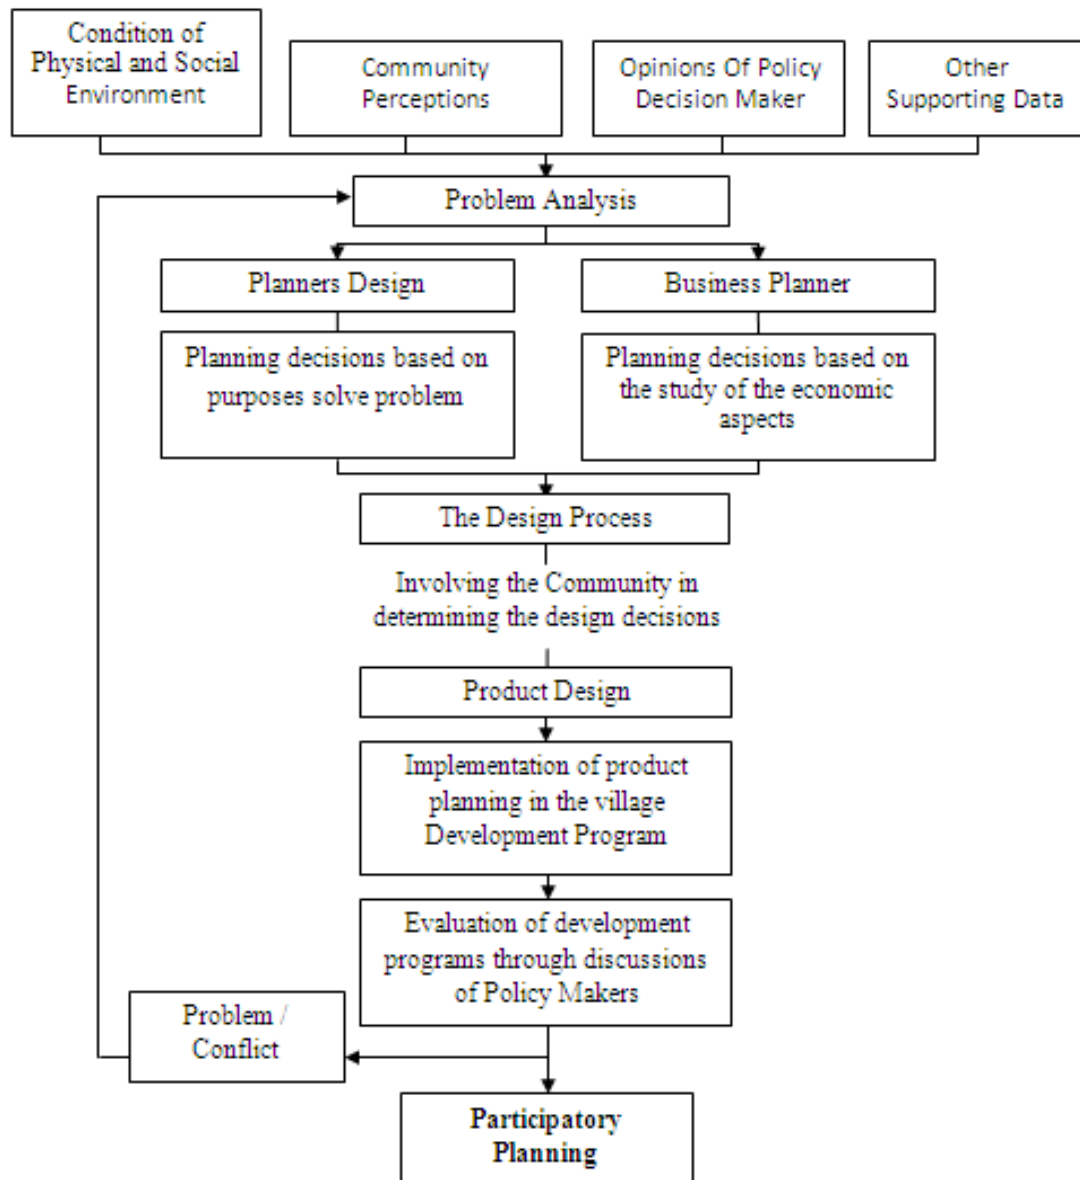 Condition of
Physical and Social
Environment
Community
Perceptions
Opinions Of Policy
Decision Maker
Other
Supporting Data
Problem Analysis
Planners Design
Business Planner
Planning decisions based on
purposes solve problem
Planning decisions based on
the study of the economic
aspects
The Design Process
Involving the Community in
determining the design decisions
Product Design
Implementation of product
planning in the village
Development Program
Evaluation of development
programs through discussions
of Policy Makers
Problem /
Conflict
Participatory
Planning